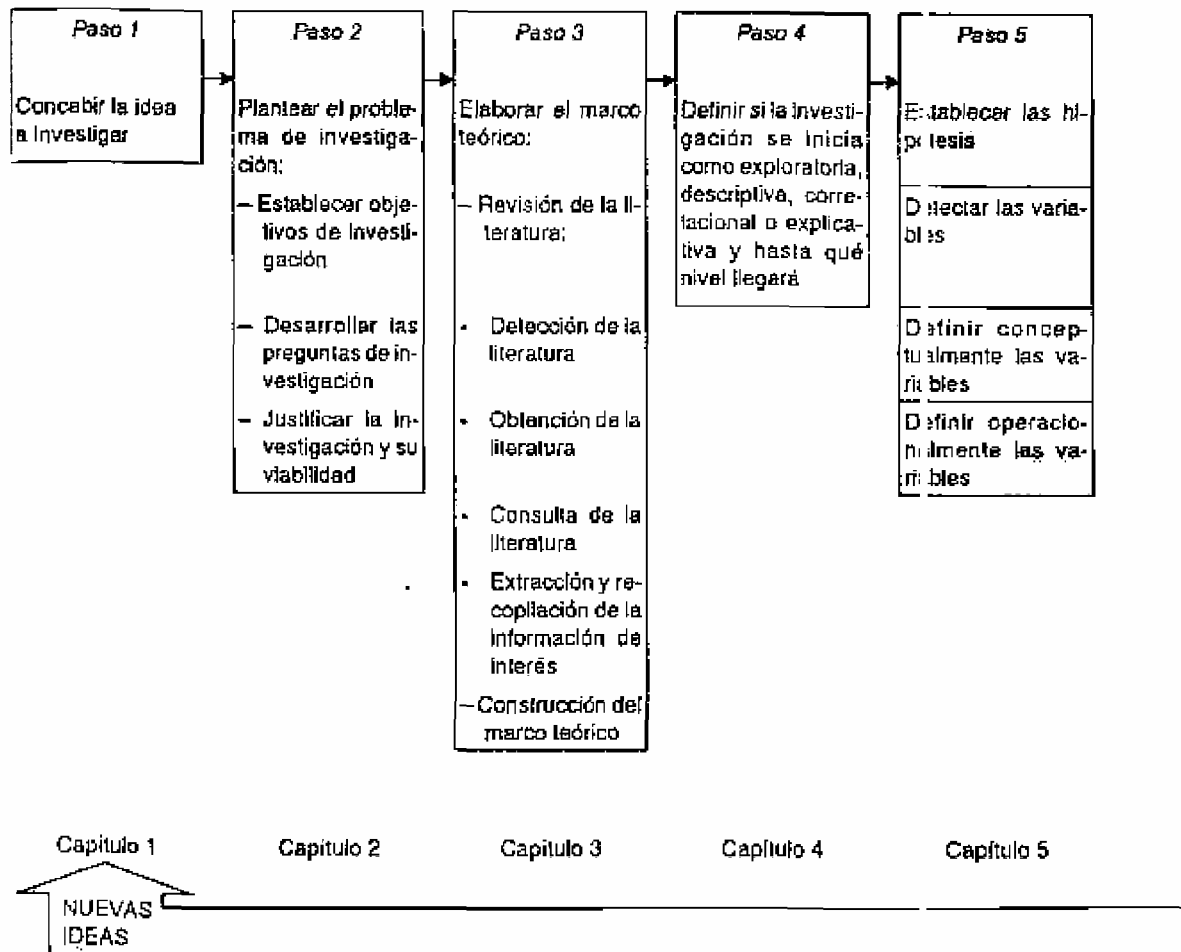 Paso 1
Concebir la idea
a Investigar
Paso 2
Plantear el proble-
ma de investiga-
ción:
– Establecer obje-
tivos de Investi-
gación
– Desarrollar las
preguntas de in-
vestigación
– Justificar la In-
vestigación y su
viabilidad
Paso 3
Elaborar el marco
teórico:
– Revisión de la li-
teratura:
• Detección de la
literatura
• Obtención de la
literatura
• Consulta de la
literatura
• Extracción y re-
copilación de la
información de
interés
– Construcción del
marco teórico
Paso 4
Definir si la investi-
gación se inicia
como exploratoria,
descriptiva, corre-
lacional o explica-
tiva y hasta qué
nivel llegará
Paso 5
Establecer las hi-
pótesis
Detectar las varia-
bles
Definir concep-
tualmente las va-
riables
Definir operacio-
nalmente las va-
riables
Capítulo 1
Capítulo 2
Capítulo 3
Capítulo 4
Capítulo 5
NUEVAS
IDEAS